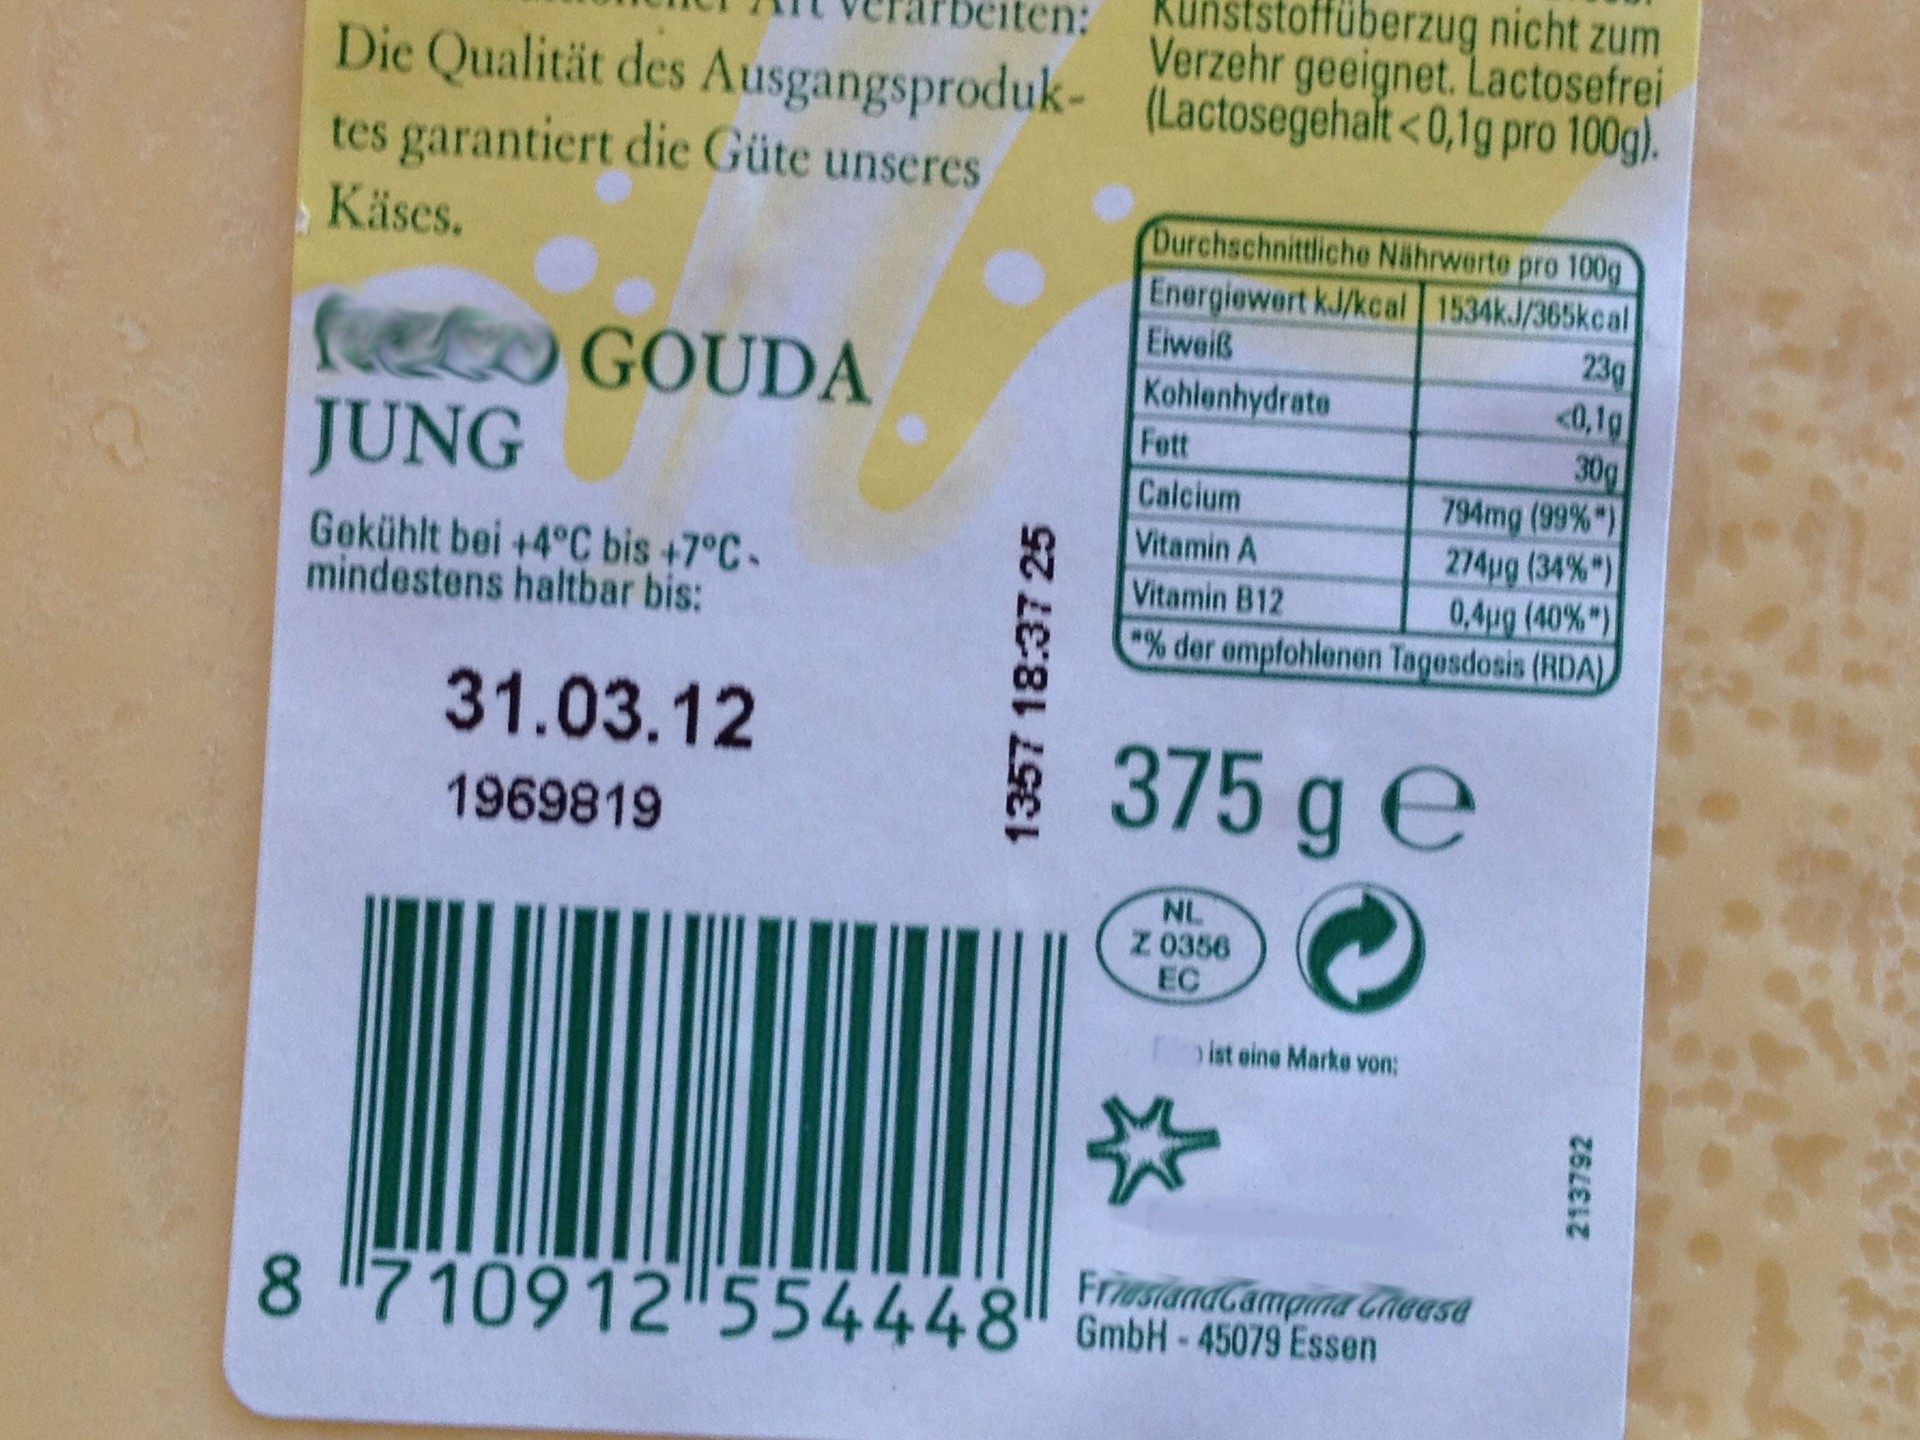 Art verarbeiten:
Die Qualität des Ausgangsproduk-
tes garantiert die Güte unseres
Käses.
GOUDA
JUNG
Gekühlt bei +4°C bis +7°C -
mindestens haltbar bis:
31.03.12
1969819
1357 18:37 25
8 710912 554448
Kunststoffüberzug nicht zum
Verzehr geeignet. Lactosefrei
(Lactosegehalt < 0,1g pro 100g).
Durchschnittliche Nährwerte pro 100g
Energiewert kJ/kcal 1534kJ/365kcal
Eiweiß 23g
Kohlenhydrate <0,1g
Fett 30g
Calcium 794mg (99%*)
Vitamin A 274µg (34%*)
Vitamin B12 0,4µg (40%*)
*% der empfohlenen Tagesdosis (RDA)
375 g e
NL
Z 0356
EC
ist eine Marke von:
2137792
FrieslandCampina Cheese
GmbH - 45079 Essen